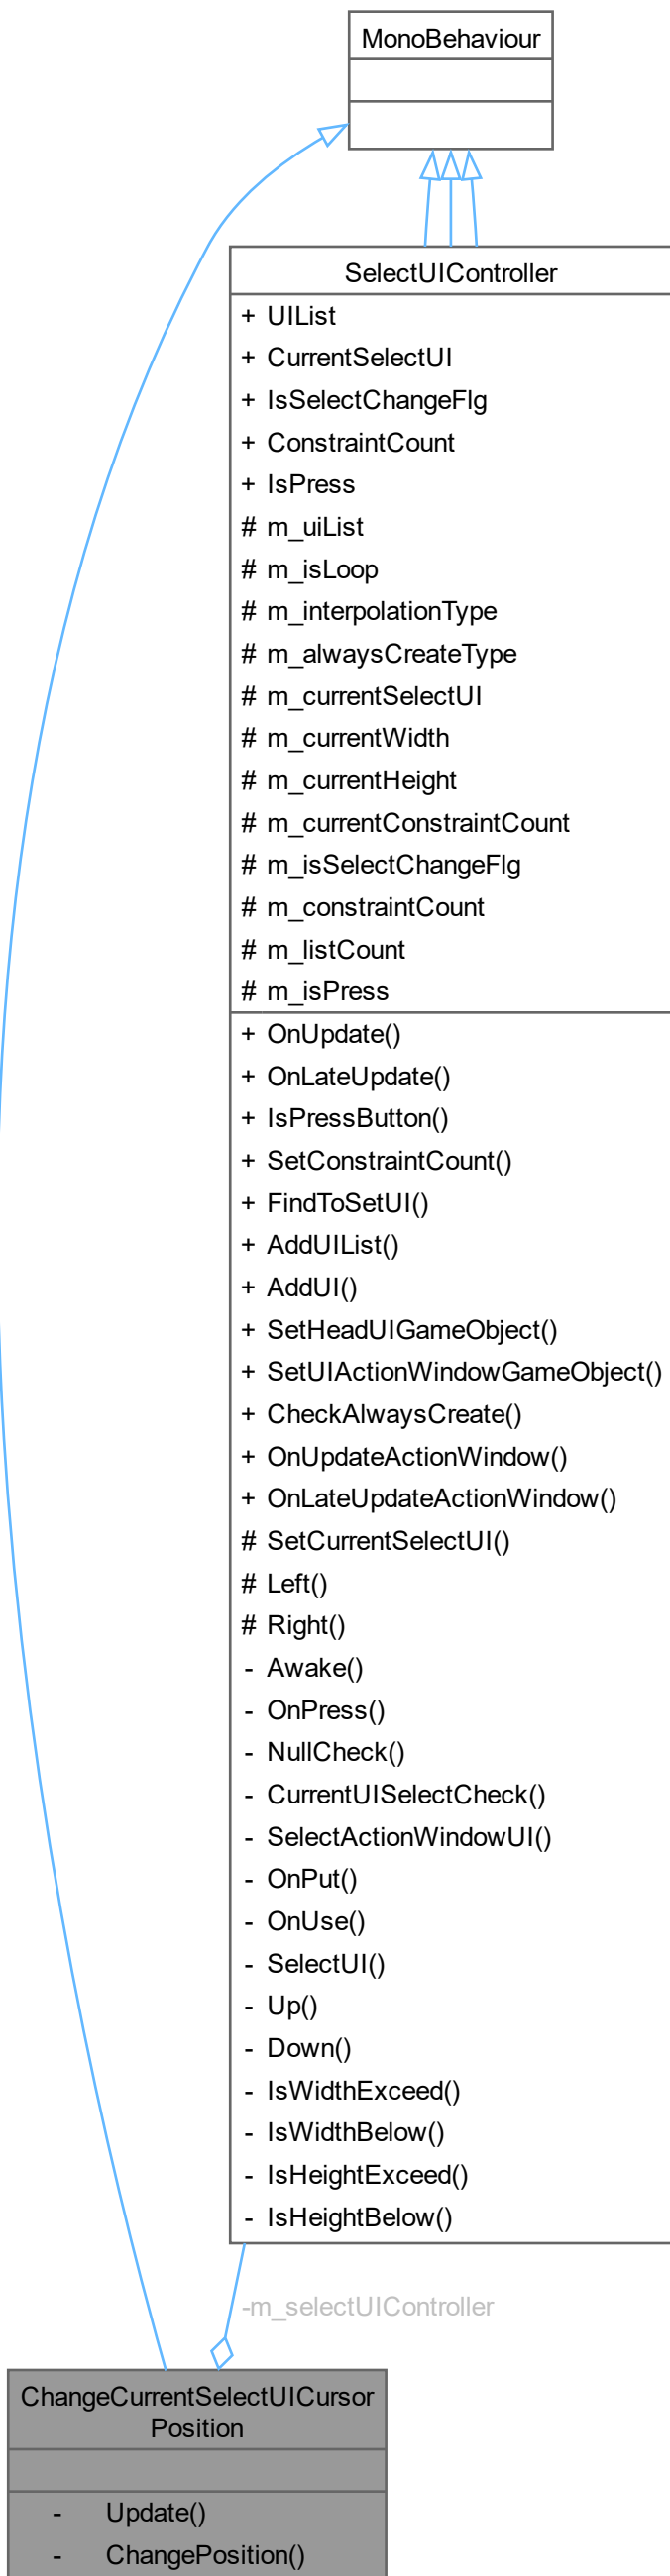 MonoBehaviour
SelectUIController
+ UIList
+ CurrentSelectUI
+ IsSelectChangeFlg
+ ConstraintCount
+ IsPress
# m_uiList
# m_isLoop
# m_interpolationType
# m_alwaysCreateType
# m_currentSelectUI
# m_currentWidth
# m_currentHeight
# m_currentConstraintCount
# m_isSelectChangeFlg
# m_constraintCount
# m_listCount
# m_isPress
+ OnUpdate()
+ OnLateUpdate()
+ IsPressButton()
+ SetConstraintCount()
+ FindToSetUI()
+ AddUIList()
+ AddUI()
+ SetHeadUIGameObject()
+ SetUIActionWindowGameObject()
+ CheckAlwaysCreate()
+ OnUpdateActionWindow()
+ OnLateUpdateActionWindow()
# SetCurrentSelectUI()
# Left()
# Right()
- Awake()
- OnPress()
- NullCheck()
- CurrentUISelectCheck()
- SelectActionWindowUI()
- OnPut()
- OnUse()
- SelectUI()
- Up()
- Down()
- IsWidthExceed()
- IsWidthBelow()
- IsHeightExceed()
- IsHeightBelow()
-m_selectUIController
ChangeCurrentSelectUICursor
Position
- Update()
- ChangePosition()